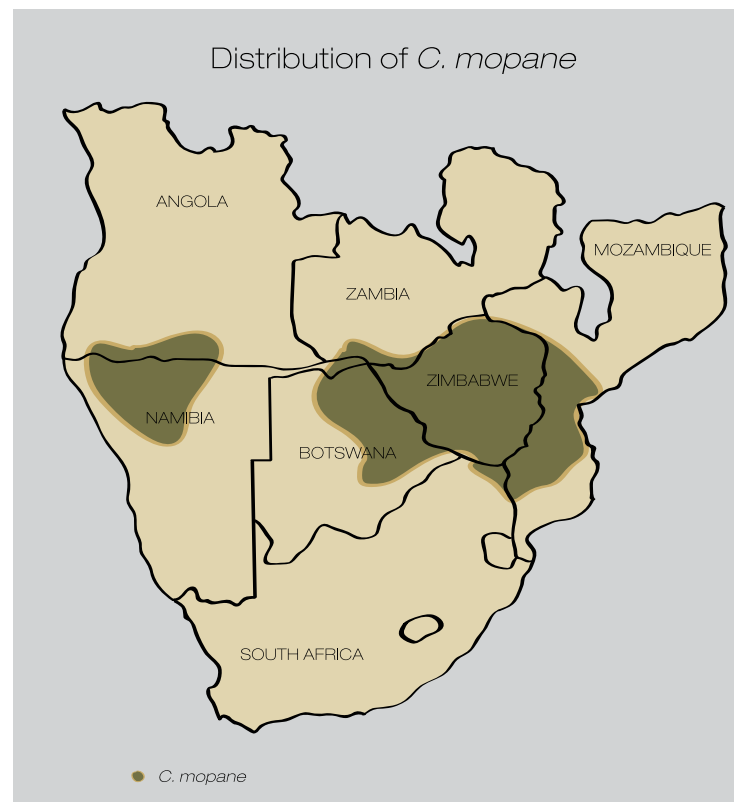 Distribution of C. mopane
ANGOLA
MOZAMBIQUE
ZAMBIA
ZIMBABWE
NAMIBIA
BOTSWANA
SOUTH AFRICA
C. mopane